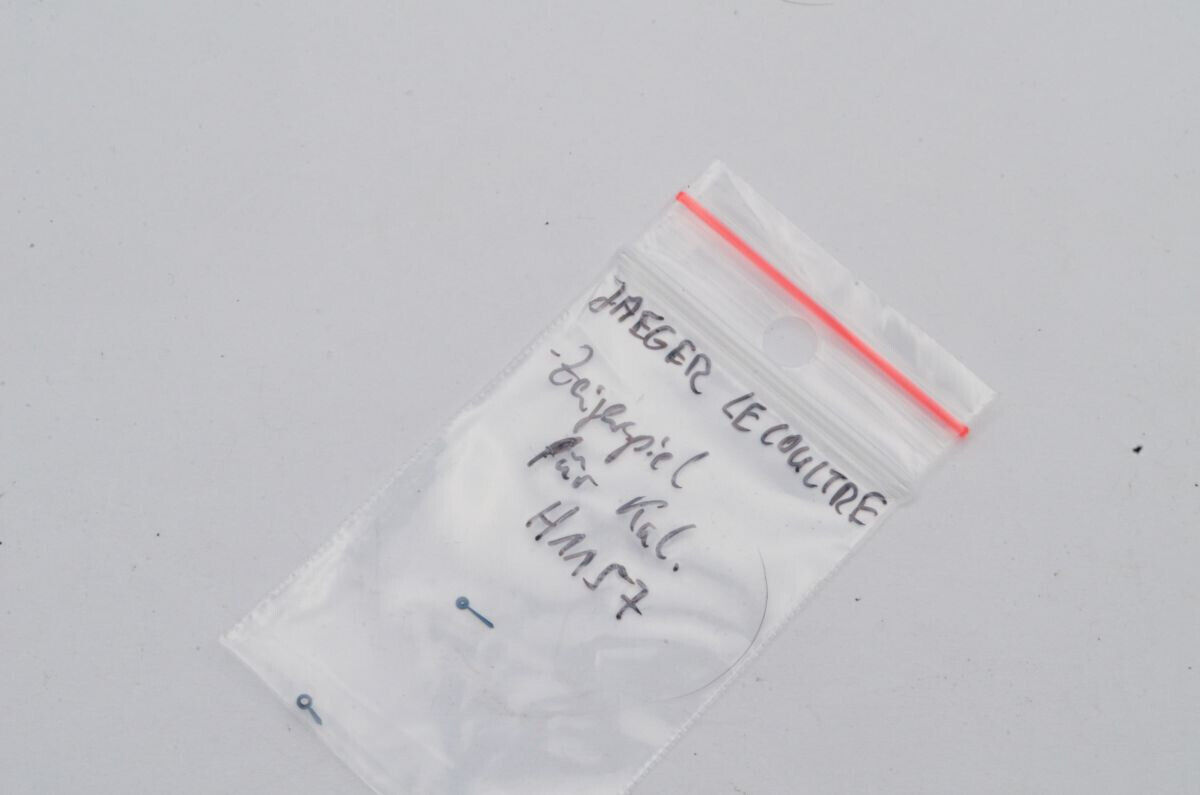 JAEGER LECOULTRE
-Zeigerspiel
für Kal.
H1157